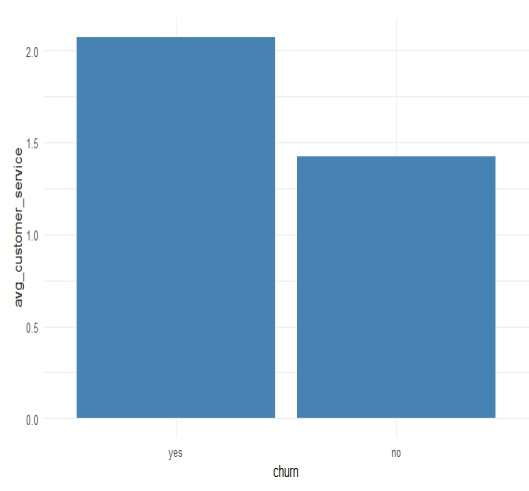 2.0
1.5
1.0
0.5
0.0
avg_customer_service
yes
no
churn